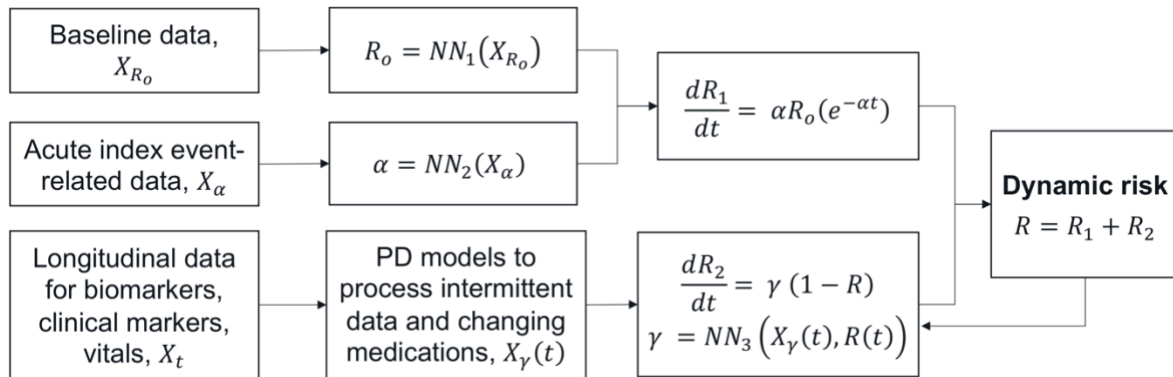 Baseline data,
X_{R_o}
R_o = NN_1(X_{R_o})
Acute index event-
related data, X_α
α = NN_2(X_α)
dR_1/dt = αR_o(e^{-αt})
Longitudinal data
for biomarkers,
clinical markers,
vitals, X_t
PD models to
process intermittent
data and changing
medications, X_γ(t)
dR_2/dt = γ (1 − R)
γ = NN_3(X_γ(t), R(t))
Dynamic risk
R = R_1 + R_2